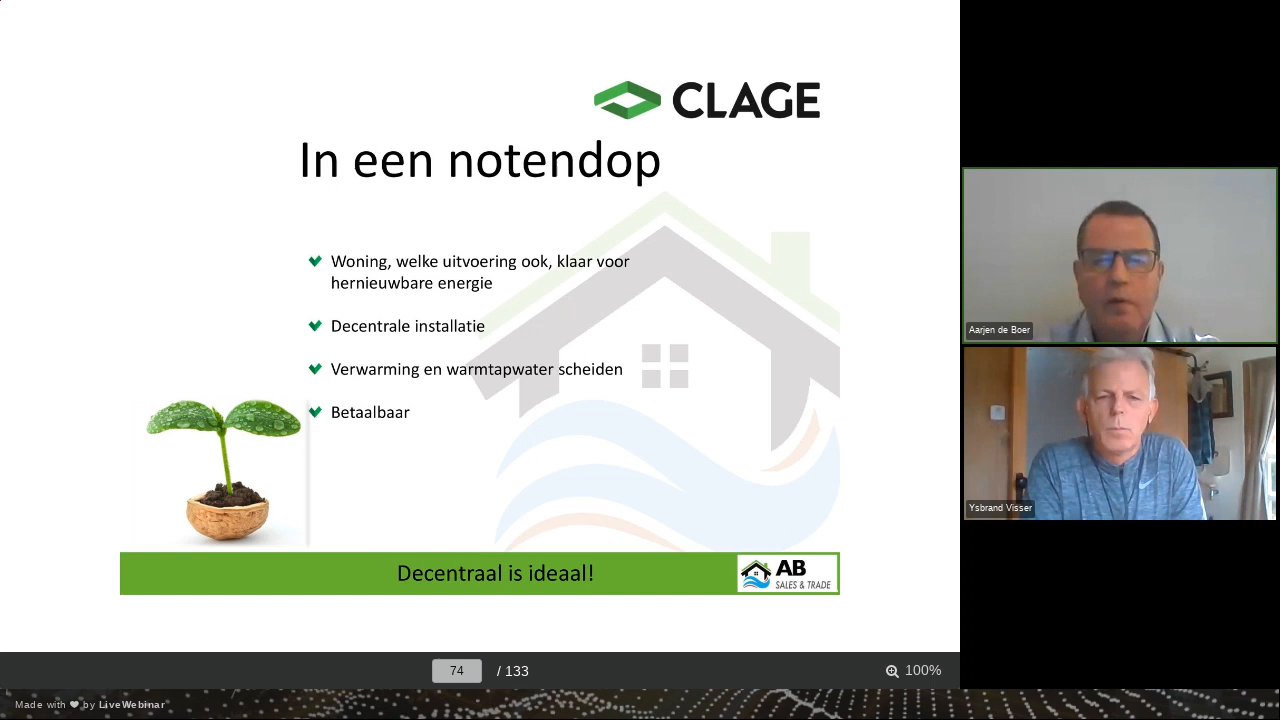 CLAGE
In een notendop
Woning, welke uitvoering ook, klaar voor
hernieuwbare energie
Decentrale installatie
Verwarming en warmtapwater scheiden
Betaalbaar
Decentraal is ideaal!
AB
SALES & TRADE
Aarjen de Boer
Ysbrand Visser
74 / 133
100%
Made with ❤ by LiveWebinar